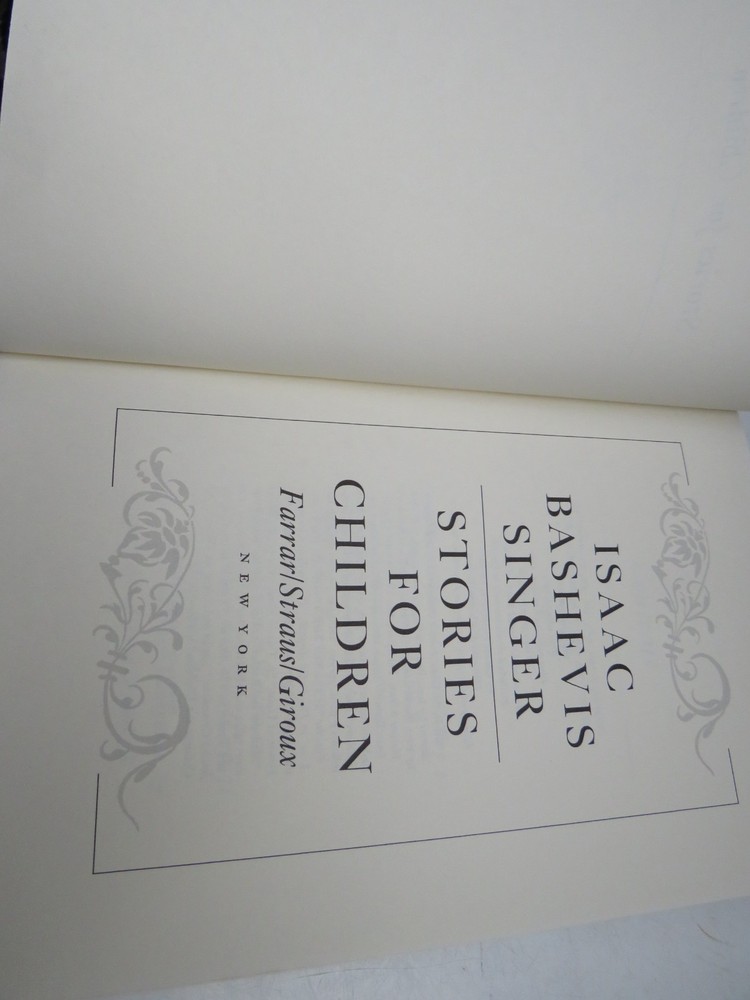 ISAAC
BASHEVIS
SINGER
STORIES
FOR
CHILDREN
Farrar/Straus/Giroux
NEW YORK